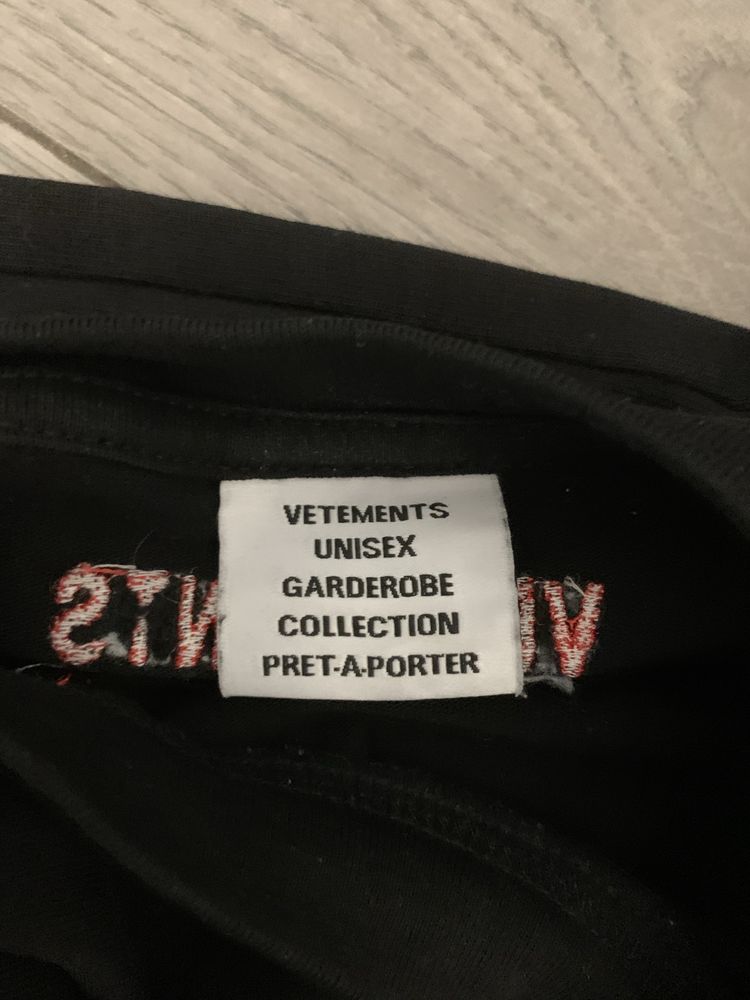 VETEMENTS
UNISEX
GARDEROBE
COLLECTION
PRET-A-PORTER